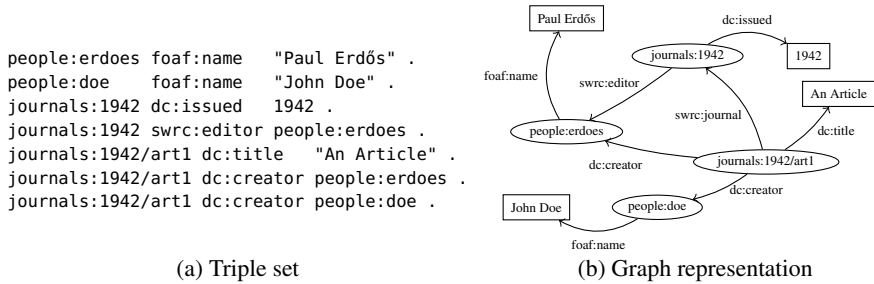 people:erdoes foaf:name "Paul Erdős" .
people:doe foaf:name "John Doe" .
journals:1942 dc:issued 1942 .
journals:1942 swrc:editor people:erdoes .
journals:1942/art1 dc:title "An Article" .
journals:1942/art1 dc:creator people:erdoes .
journals:1942/art1 dc:creator people:doe .
(a) Triple set
Paul Erdős
dc:issued
journals:1942
1942
foaf:name
swrc:editor
An Article
swrc:journal
dc:title
people:erdoes
dc:creator
journals:1942/art1
dc:creator
John Doe
people:doe
foaf:name
(b) Graph representation